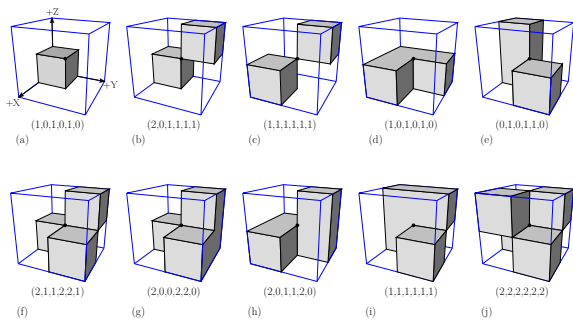 +Z
+Y
+X
(1,0,1,0,1,0)
(2,0,1,1,1,1)
(1,1,1,1,1,1)
(1,0,1,0,1,0)
(0,1,0,1,1,0)
(a)
(b)
(c)
(d)
(e)
(2,1,1,2,2,1)
(2,0,0,2,2,0)
(2,0,1,1,2,0)
(1,1,1,1,1,1)
(2,2,2,2,2,2)
(f)
(g)
(h)
(i)
(j)